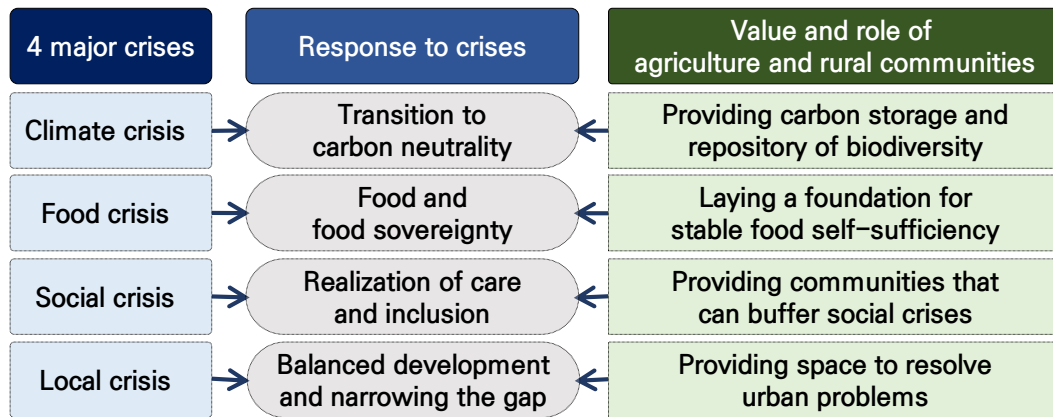 4 major crises
Response to crises
Value and role of
agriculture and rural communities
Climate crisis
Transition to
carbon neutrality
Providing carbon storage and
repository of biodiversity
Food crisis
Food and
food sovereignty
Laying a foundation for
stable food self-sufficiency
Social crisis
Realization of care
and inclusion
Providing communities that
can buffer social crises
Local crisis
Balanced development
and narrowing the gap
Providing space to resolve
urban problems